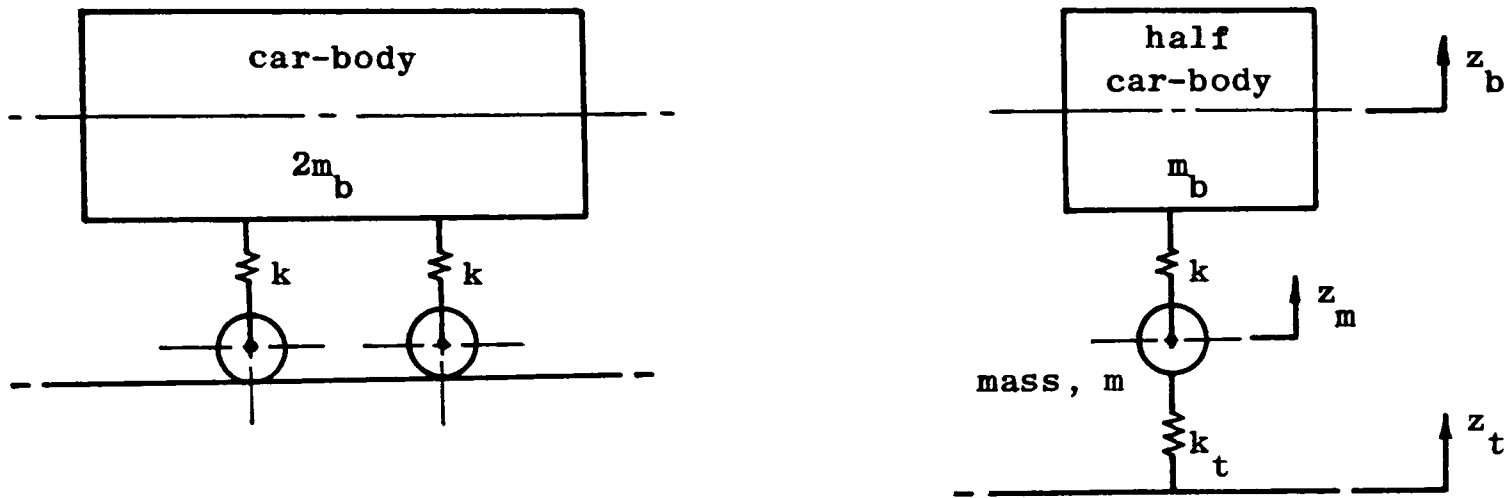 car-body
2m_b
k
k
half
car-body
m_b
z_b
k
z_m
mass, m
k_t
z_t